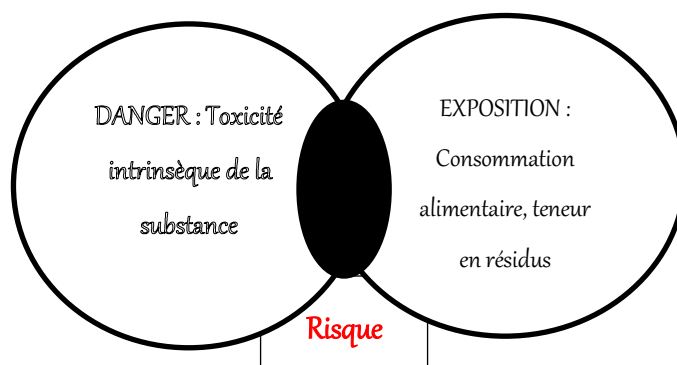 DANGER : Toxicité
intrinsèque de la
substance
EXPOSITION :
Consommation
alimentaire, teneur
en résidus
Risque